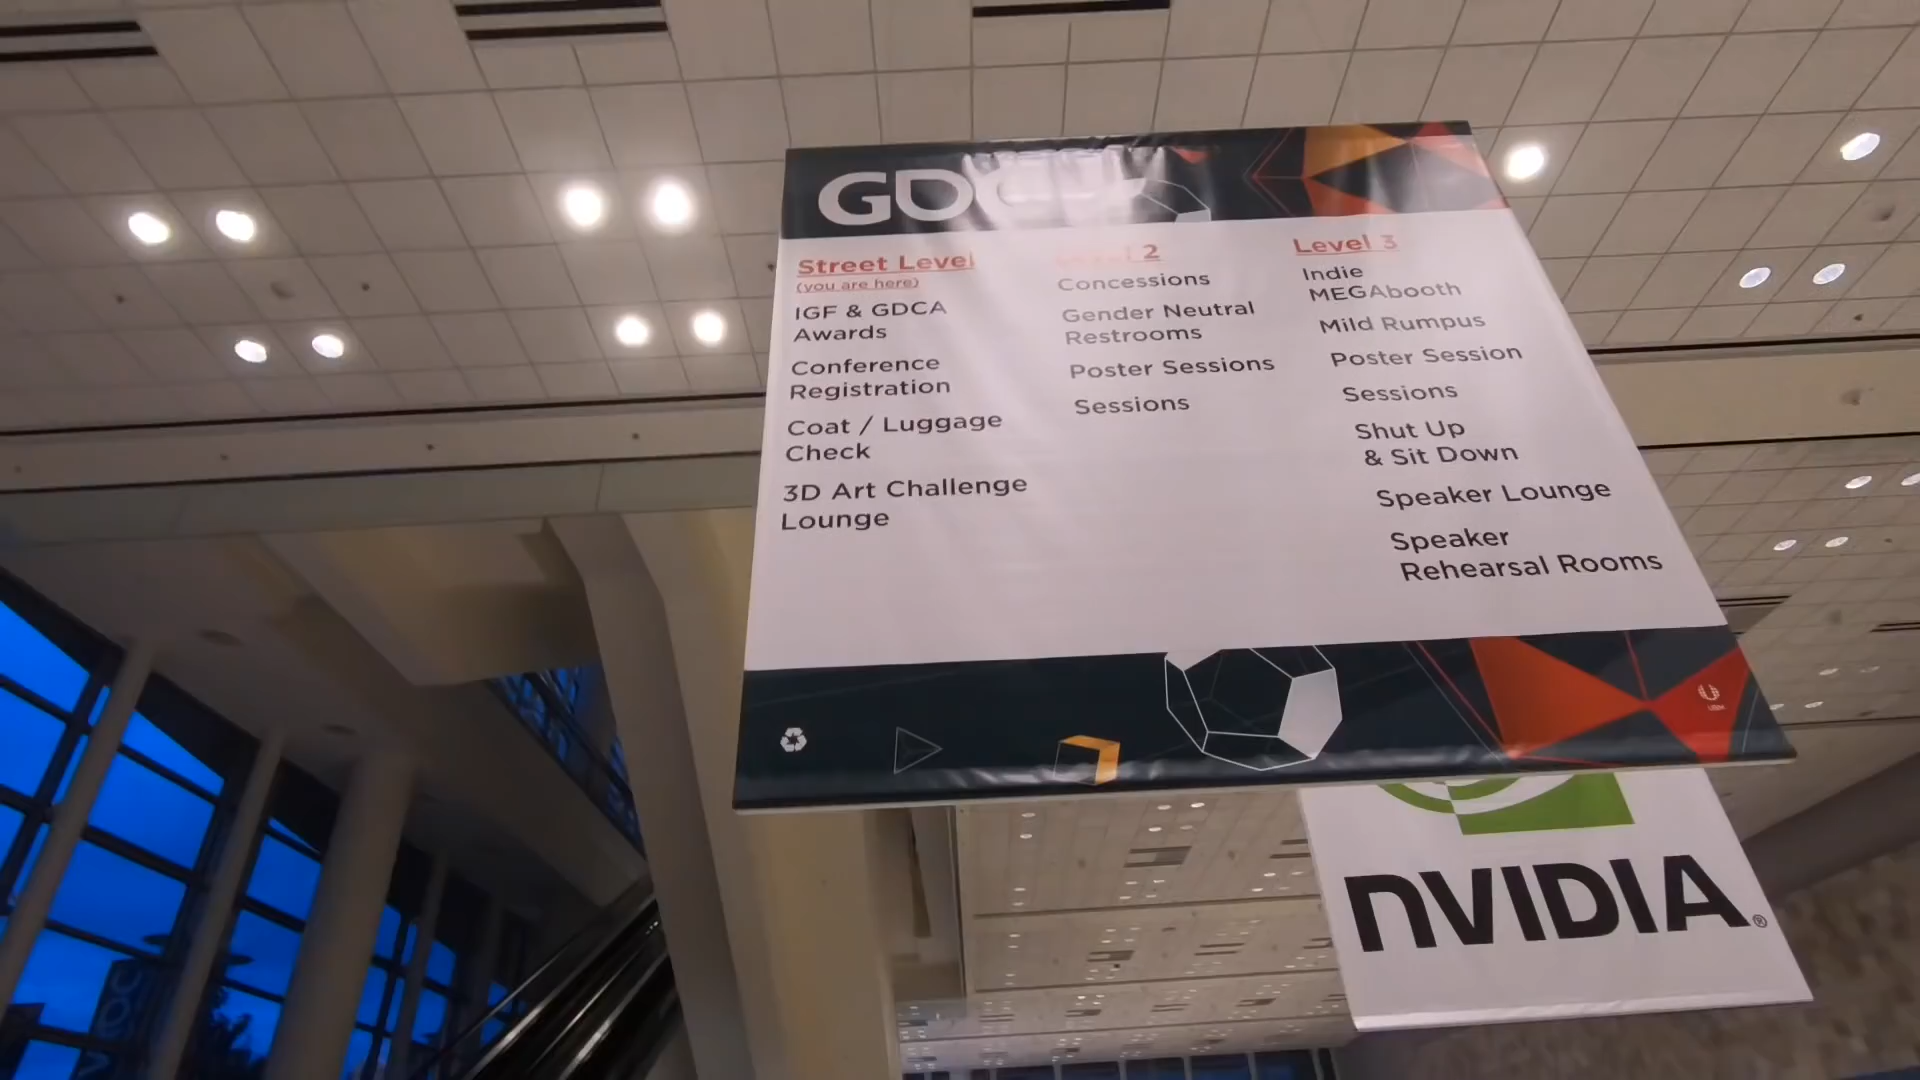 GDC
Street Level
(you are here)
IGF & GDCA
Awards
Conference
Registration
Coat / Luggage
Check
3D Art Challenge
Lounge
2
Concessions
Gender Neutral
Restrooms
Poster Sessions
Sessions
Level 3
Indie
MEGAbooth
Mild Rumpus
Poster Session
Sessions
Shut Up
& Sit Down
Speaker Lounge
Speaker
Rehearsal Rooms
NVIDIA®